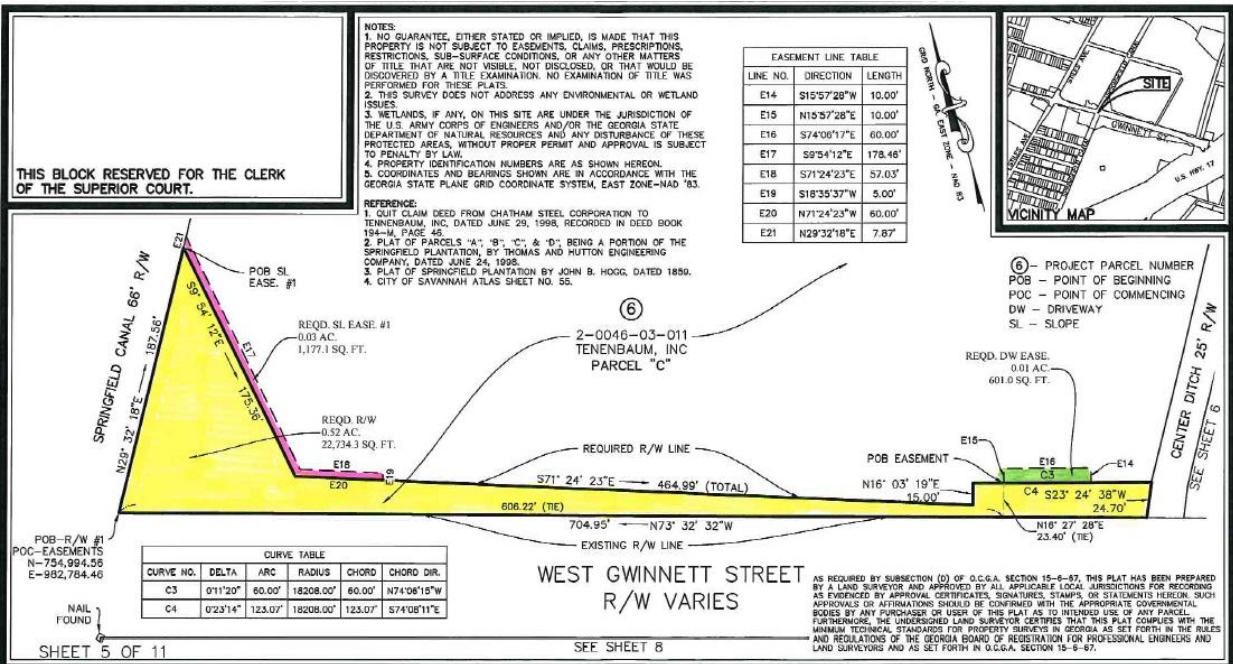 THIS BLOCK RESERVED FOR THE CLERK
OF THE SUPERIOR COURT.
NOTES:
1. NO GUARANTEE, EITHER STATED OR IMPLIED, IS MADE THAT THIS
PROPERTY IS NOT SUBJECT TO EASEMENTS, CLAIMS, PRESCRIPTIONS,
RESTRICTIONS, SUB-SURFACE CONDITIONS, OR ANY OTHER MATTERS
OF TITLE THAT ARE NOT VISIBLE, NOT DISCLOSED, OR THAT WOULD BE
DISCOVERED BY A TITLE EXAMINATION. NO EXAMINATION OF TITLE WAS
PERFORMED FOR THESE PLATS.
2. THIS SURVEY DOES NOT ADDRESS ANY ENVIRONMENTAL OR WETLAND
ISSUES.
3. WETLANDS, IF ANY, ON THIS SITE ARE UNDER THE JURISDICTION OF
THE U.S. ARMY CORPS OF ENGINEERS AND/OR THE GEORGIA STATE
DEPARTMENT OF NATURAL RESOURCES AND ANY DISTURBANCE OF THESE
PROTECTED AREAS, WITHOUT PROPER PERMIT AND APPROVAL IS SUBJECT
TO PENALTY BY LAW.
4. PROPERTY IDENTIFICATION NUMBERS ARE AS SHOWN HEREON.
5. COORDINATES AND BEARINGS SHOWN ARE IN ACCORDANCE WITH THE
GEORGIA STATE PLANE GRID COORDINATE SYSTEM, EAST ZONE-NAD '83.
REFERENCE:
1. QUIT CLAIM DEED FROM CHATHAM STEEL CORPORATION TO
TENNENBAUM, INC, DATED JUNE 29, 1998, RECORDED IN DEED BOOK
194-M, PAGE 46.
2. PLAT OF PARCELS "A", "B", "C", & "D", BEING A PORTION OF THE
SPRINGFIELD PLANTATION, BY THOMAS AND HUTTON ENGINEERING
COMPANY, DATED JUNE 24, 1998.
3. PLAT OF SPRINGFIELD PLANTATION BY JOHN B. HOGG, DATED 1859.
4. CITY OF SAVANNAH ATLAS SHEET NO. 55.
EASEMENT LINE TABLE
LINE NO. DIRECTION LENGTH
E14 S15°57'28"W 10.00'
E15 N15°57'28"E 10.00'
E16 S74°06'17"E 60.00'
E17 S9°54'12"E 178.46'
E18 S71°24'23"E 57.03'
E19 S18°35'37"W 5.00'
E20 N71°24'23"W 60.00'
E21 N29°32'18"E 7.87'
GRID NORTH - GA. EAST ZONE - NAD 83
SITE
GWINNETT ST
U.S. HWY. 17
STILES AVE
VICINITY MAP
6 - PROJECT PARCEL NUMBER
POB - POINT OF BEGINNING
POC - POINT OF COMMENCING
DW - DRIVEWAY
SL - SLOPE
E21
POB SL
EASE. #1
SPRINGFIELD CANAL 66' R/W
N29° 32' 18"E 187.56'
S9° 54' 12"E 175.36'
E17
REQD. SL EASE. #1
0.03 AC.
1,177.1 SQ. FT.
REQD. R/W
0.52 AC.
22,734.3 SQ. FT.
E18
E20
E19
6
2-0046-03-011
TENENBAUM, INC
PARCEL "C"
REQUIRED R/W LINE
S71° 24' 23"E 464.99' (TOTAL)
606.22' (TIE)
704.95' N73° 32' 32"W
EXISTING R/W LINE
REQD. DW EASE.
0.01 AC.
601.0 SQ. FT.
POB EASEMENT
E15
E16
E14
C3
C4
N16° 03' 19"E
15.00'
S23° 24' 38"W
24.70'
N16° 27' 28"E
23.40' (TIE)
CENTER DITCH 25' R/W
SEE SHEET 6
POB-R/W #1
POC-EASEMENTS
N-754,994.56
E-982,784.46
NAIL
FOUND
CURVE TABLE
CURVE NO. DELTA ARC RADIUS CHORD CHORD DIR.
C3 0°11'20" 60.00' 18208.00' 60.00' N74°06'15"W
C4 0°23'14" 123.07' 18208.00' 123.07' S74°08'11"E
WEST GWINNETT STREET
R/W VARIES
AS REQUIRED BY SUBSECTION (D) OF O.C.G.A. SECTION 15-6-67, THIS PLAT HAS BEEN PREPARED
BY A LAND SURVEYOR AND APPROVED BY ALL APPLICABLE LOCAL JURISDICTIONS FOR RECORDING
AS EVIDENCED BY APPROVAL CERTIFICATES, SIGNATURES, STAMPS, OR STATEMENTS HEREON. SUCH
APPROVALS OR AFFIRMATIONS SHOULD BE CONFIRMED WITH THE APPROPRIATE GOVERNMENTAL
BODIES BY ANY PURCHASER OR USER OF THIS PLAT AS TO INTENDED USE OF ANY PARCEL.
FURTHERMORE, THE UNDERSIGNED LAND SURVEYOR CERTIFIES THAT THIS PLAT COMPLIES WITH THE
MINIMUM TECHNICAL STANDARDS FOR PROPERTY SURVEYS IN GEORGIA AS SET FORTH IN THE RULES
AND REGULATIONS OF THE GEORGIA BOARD OF REGISTRATION FOR PROFESSIONAL ENGINEERS AND
LAND SURVEYORS AND AS SET FORTH IN O.C.G.A. SECTION 15-6-67.
SHEET 5 OF 11
SEE SHEET 8